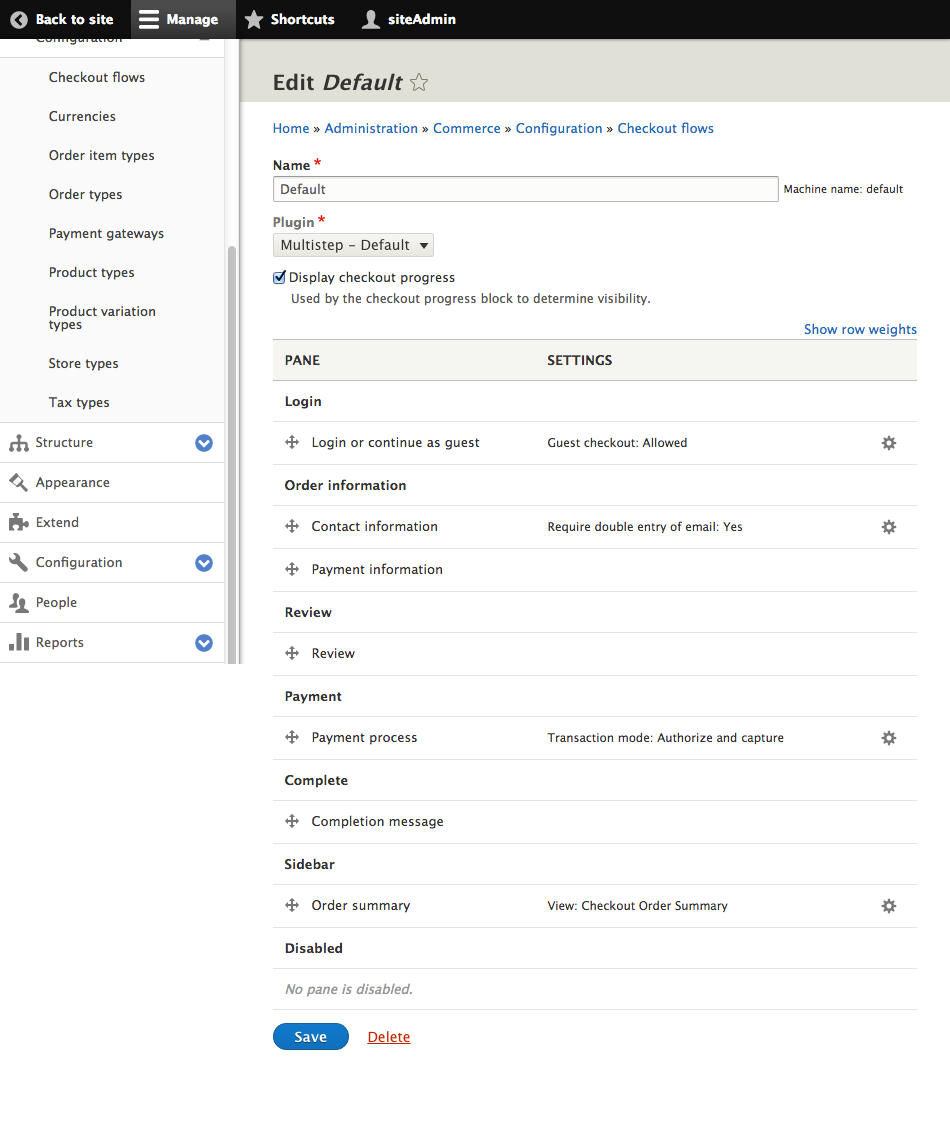 Back to site
Manage
Shortcuts
siteAdmin
Configuration
Checkout flows
Currencies
Order item types
Order types
Payment gateways
Product types
Product variation
types
Store types
Tax types
Structure
Appearance
Extend
Configuration
People
Reports
Edit Default
Home » Administration » Commerce » Configuration » Checkout flows
Name *
Default
Machine name: default
Plugin *
Multistep - Default
Display checkout progress
Used by the checkout progress block to determine visibility.
Show row weights
PANE SETTINGS
Login
Login or continue as guest Guest checkout: Allowed
Order information
Contact information Require double entry of email: Yes
Payment information
Review
Review
Payment
Payment process Transaction mode: Authorize and capture
Complete
Completion message
Sidebar
Order summary View: Checkout Order Summary
Disabled
No pane is disabled.
Save Delete